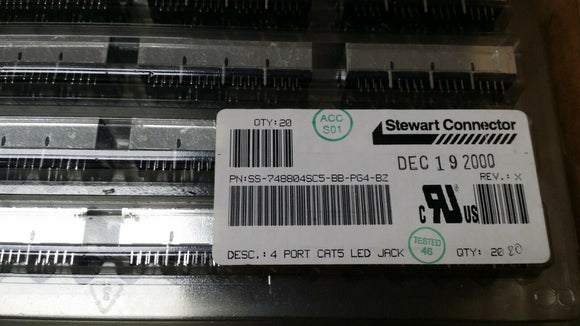 QTY:20
ACC
S01
Stewart Connector
DEC 19 2000
PN:SS-748804SC5-BB-PG4-BZ
REV.: X
c RU US
DESC.: 4 PORT CAT5 LED JACK
TESTED
46
QTY: 20 20